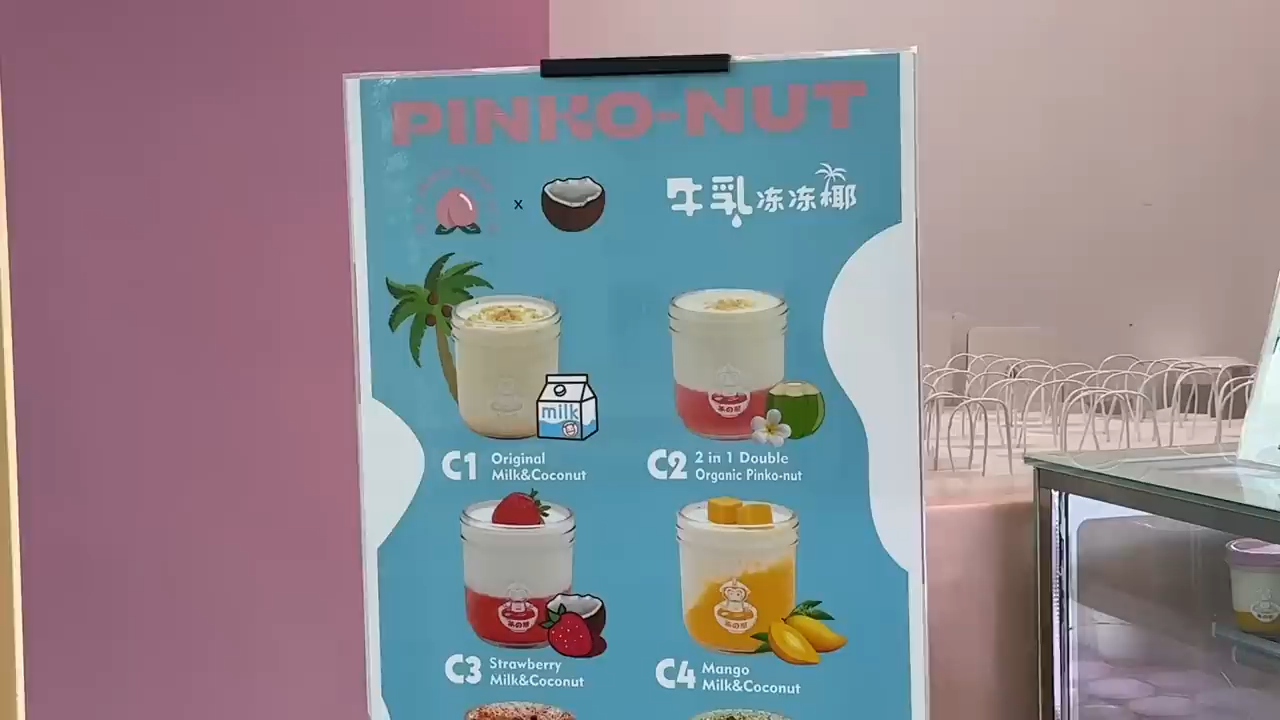 PINKO-NUT
x
牛乳冻冻椰
milk
C1 Original
Milk&Coconut
C2 2 in 1 Double
Organic Pinko-nut
C3 Strawberry
Milk&Coconut
C4 Mango
Milk&Coconut